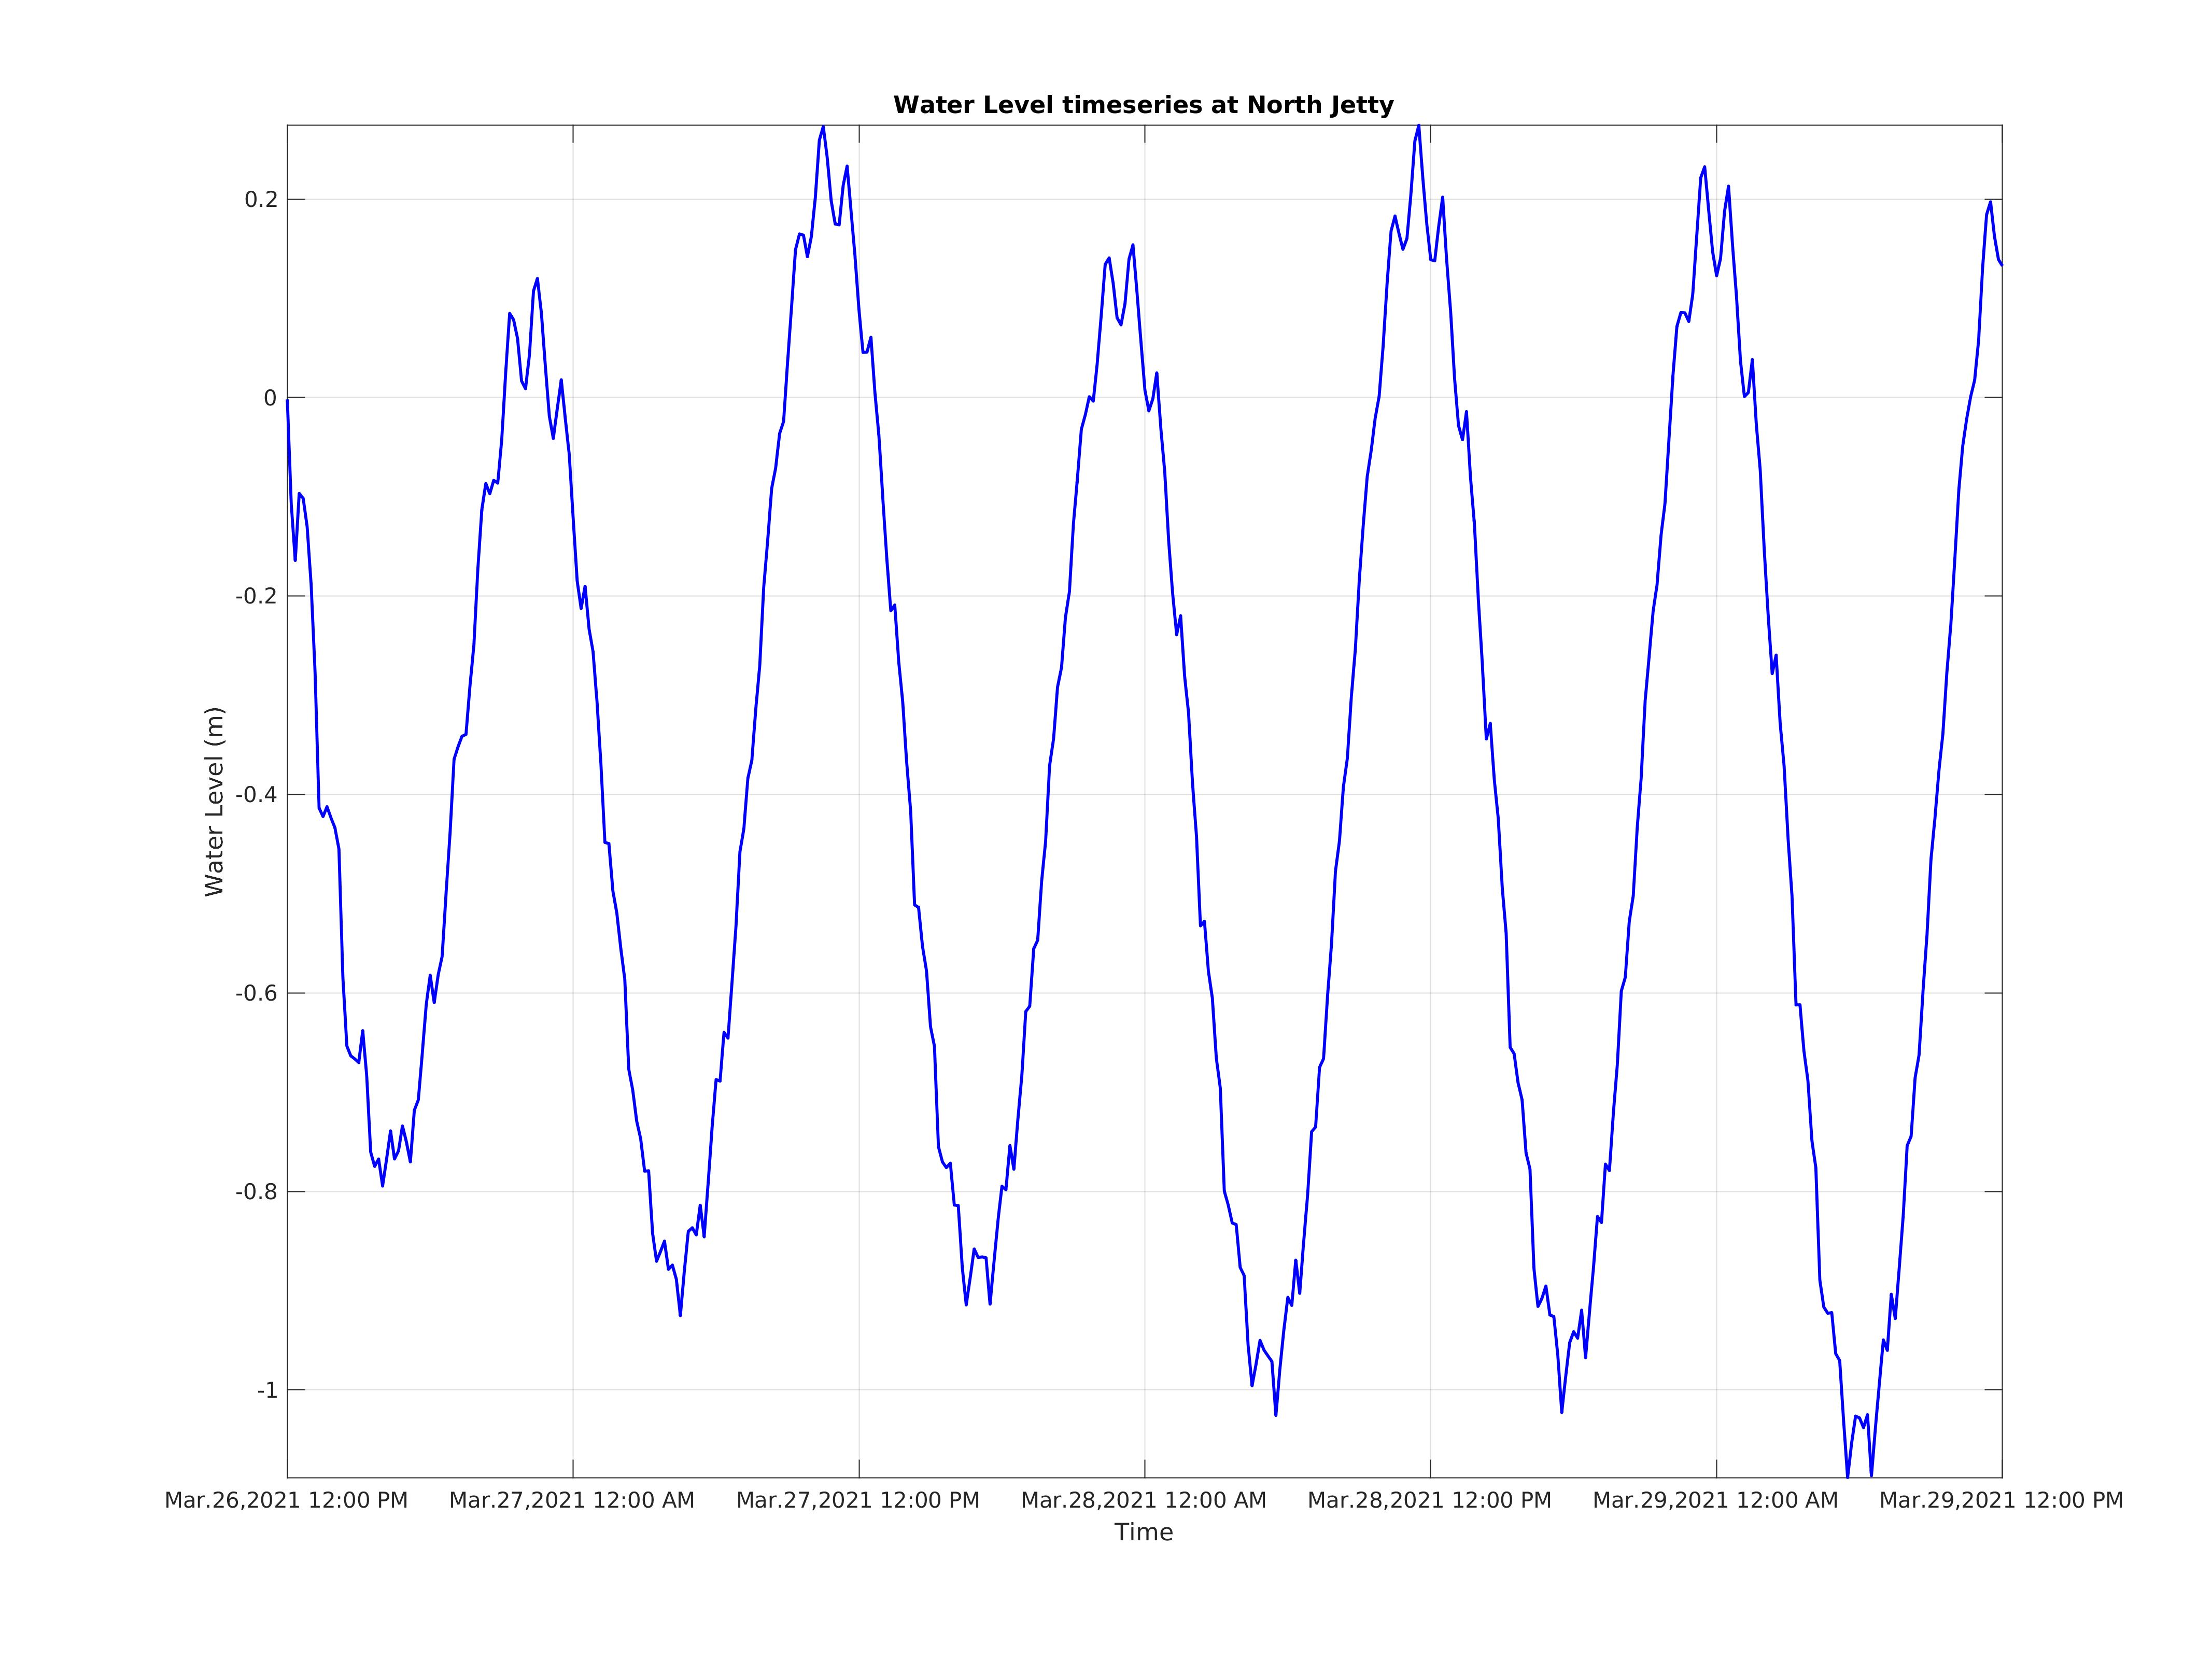 Water Level timeseries at North Jetty
0.2
0
-0.2
-0.4
-0.6
-0.8
-1
Water Level (m)
Mar.26,2021 12:00 PM Mar.27,2021 12:00 AM Mar.27,2021 12:00 PM Mar.28,2021 12:00 AM Mar.28,2021 12:00 PM Mar.29,2021 12:00 AM Mar.29,2021 12:00 PM
Time